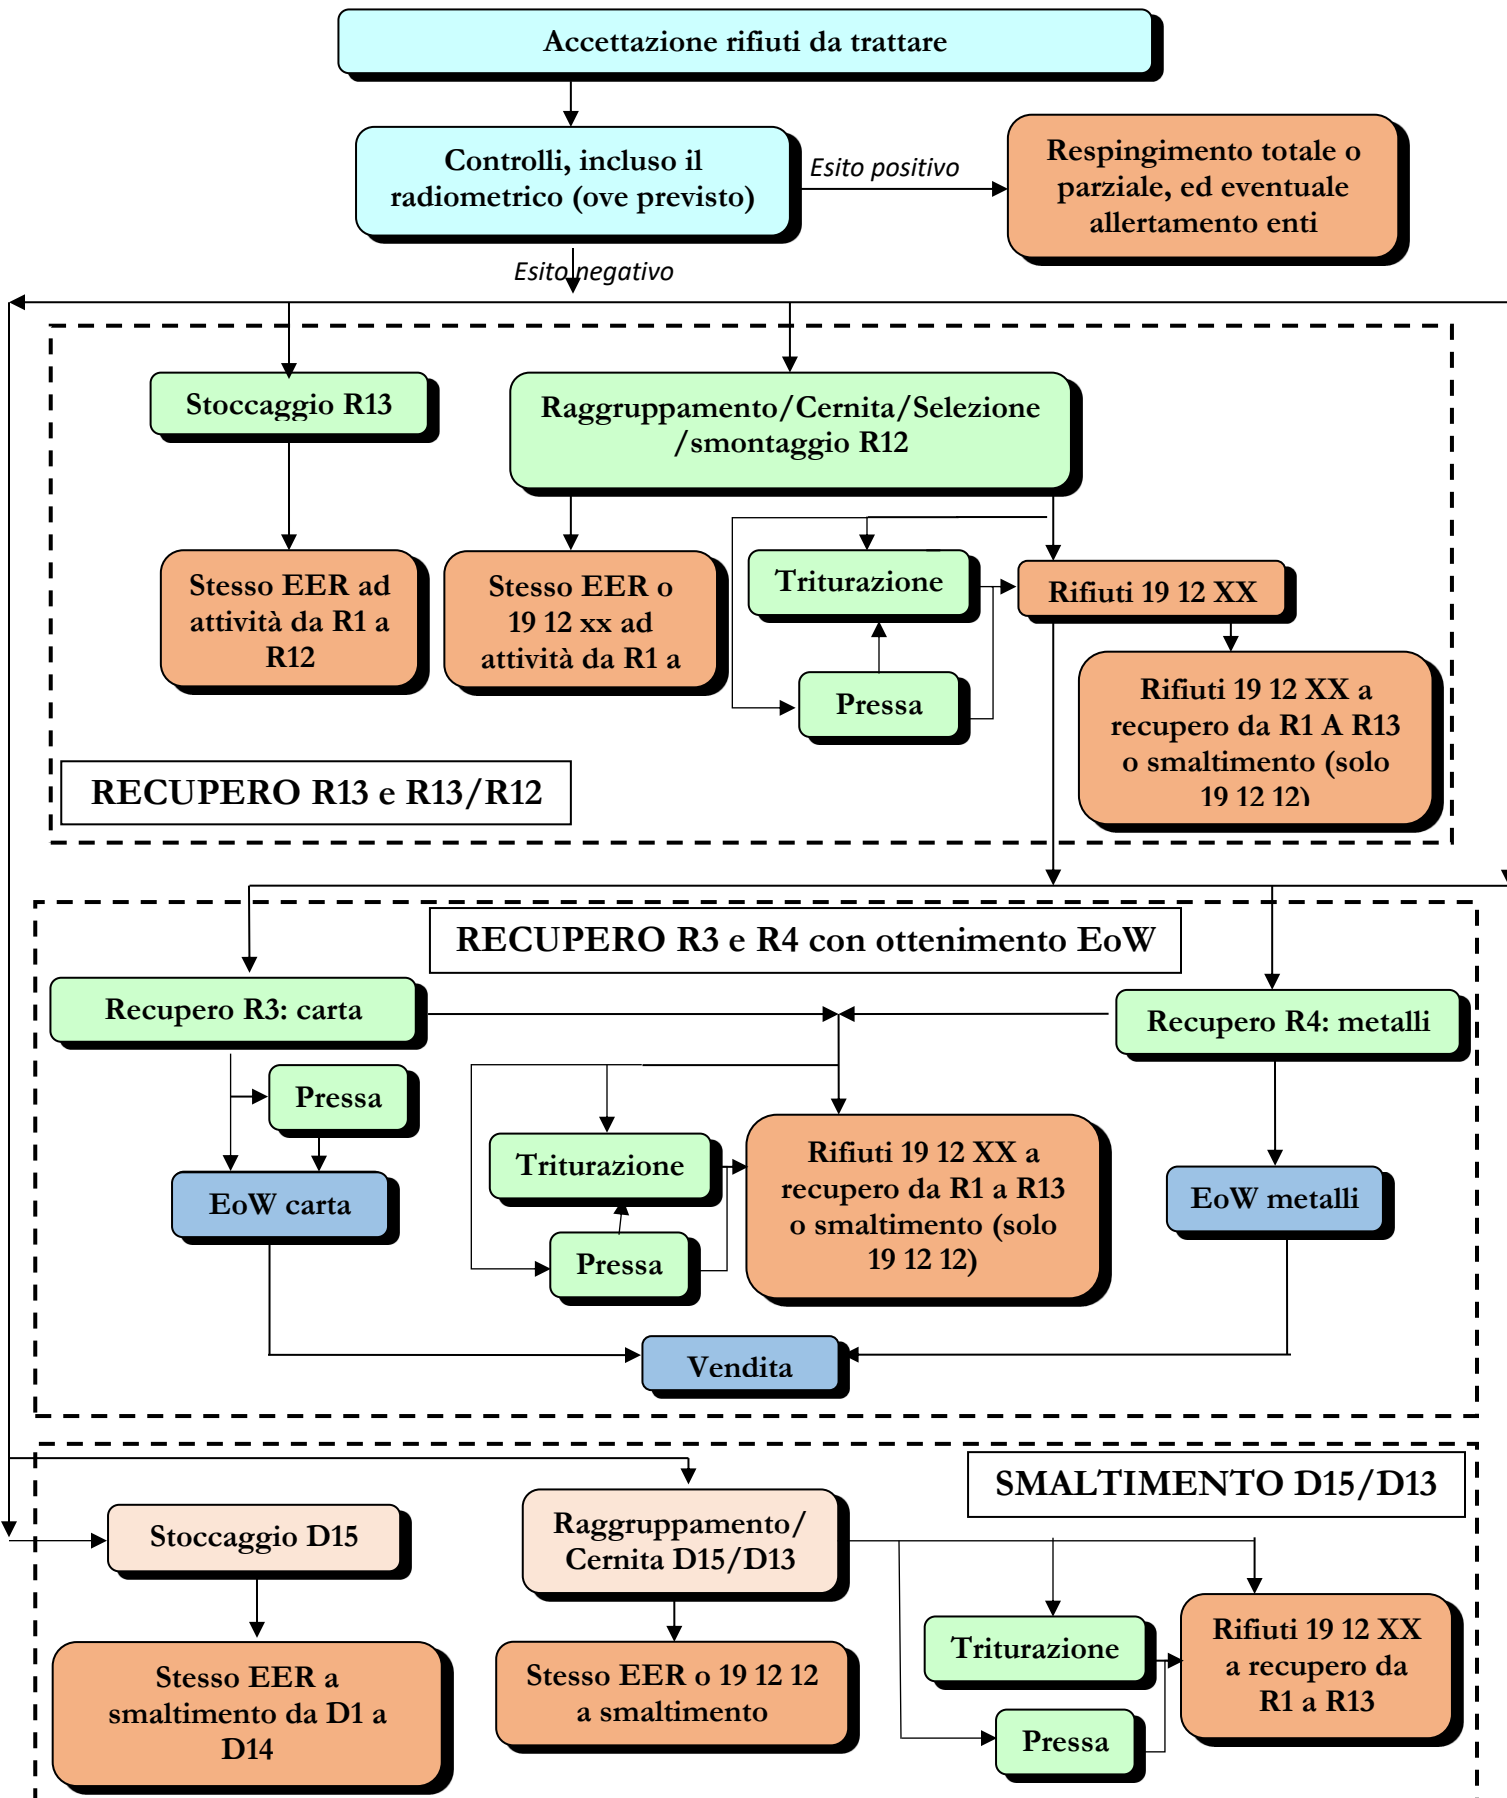 Accettazione rifiuti da trattare
Controlli, incluso il
radiometrico (ove previsto)
Esito positivo
Respingimento totale o
parziale, ed eventuale
allertamento enti
Esito negativo
Stoccaggio R13
Raggruppamento/Cernita/Selezione
/smontaggio R12
Stesso EER ad
attività da R1 a
R12
Stesso EER o
19 12 xx ad
attività da R1 a
Triturazione
Pressa
Rifiuti 19 12 XX
Rifiuti 19 12 XX a
recupero da R1 A R13
o smaltimento (solo
19 12 12)
RECUPERO R13 e R13/R12
RECUPERO R3 e R4 con ottenimento EoW
Recupero R3: carta
Recupero R4: metalli
Pressa
EoW carta
Triturazione
Pressa
Rifiuti 19 12 XX a
recupero da R1 a R13
o smaltimento (solo
19 12 12)
EoW metalli
Vendita
SMALTIMENTO D15/D13
Stoccaggio D15
Raggruppamento/
Cernita D15/D13
Stesso EER a
smaltimento da D1 a
D14
Stesso EER o 19 12 12
a smaltimento
Triturazione
Pressa
Rifiuti 19 12 XX
a recupero da
R1 a R13